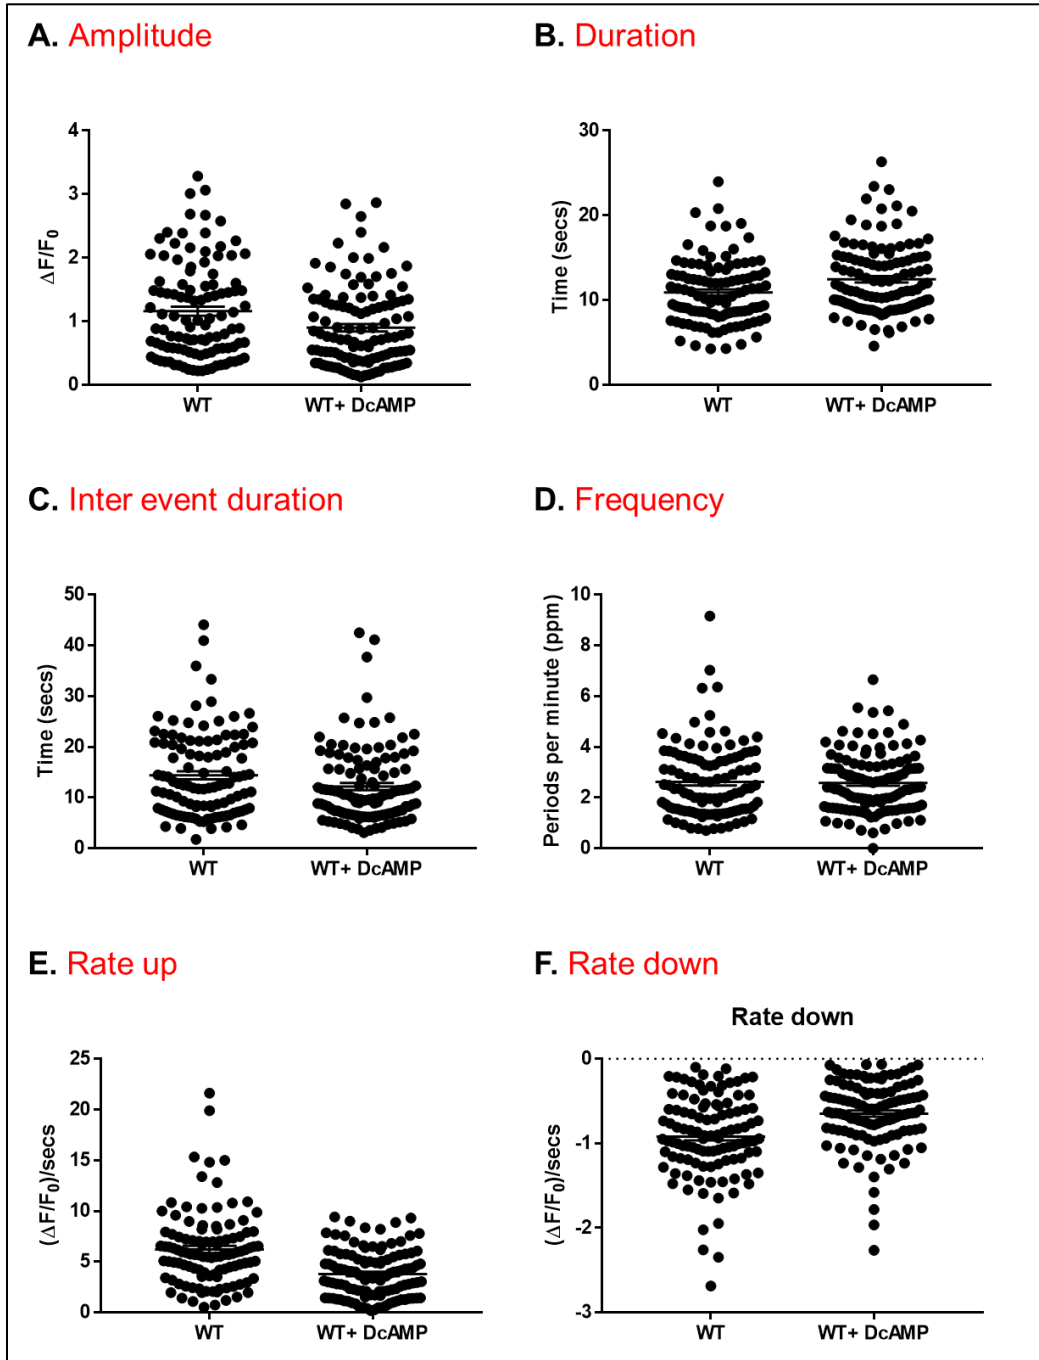 A. Amplitude
ΔF/F0
4
3
2
1
0
WT
WT+ DcAMP
B. Duration
Time (secs)
30
20
10
0
WT
WT+ DcAMP
C. Inter event duration
Time (secs)
50
40
30
20
10
0
WT
WT+ DcAMP
D. Frequency
Periods per minute (ppm)
10
8
6
4
2
0
WT
WT+ DcAMP
E. Rate up
(ΔF/F0)/secs
25
20
15
10
5
0
WT
WT+ DcAMP
F. Rate down
Rate down
(ΔF/F0)/secs
0
-1
-2
-3
WT
WT+ DcAMP